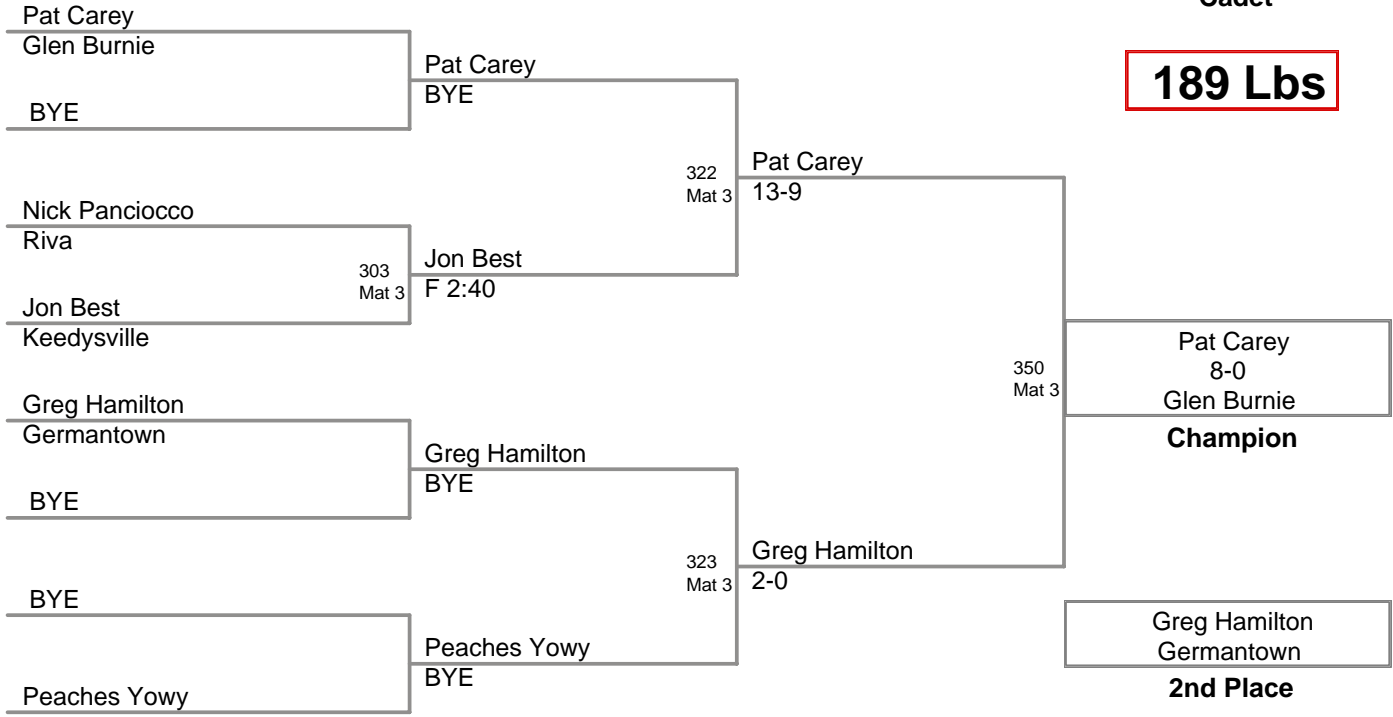 Cadet
189 Lbs
Pat Carey
Glen Burnie
BYE
Nick Panciocco
Riva
303
Mat 3
Jon Best
Keedysville
Greg Hamilton
Germantown
BYE
BYE
Peaches Yowy
Pat Carey
BYE
322
Mat 3
Jon Best
F 2:40
Greg Hamilton
BYE
323
Mat 3
Peaches Yowy
BYE
Pat Carey
13-9
350
Mat 3
Greg Hamilton
2-0
Pat Carey
8-0
Glen Burnie
Champion
Greg Hamilton
Germantown
2nd Place